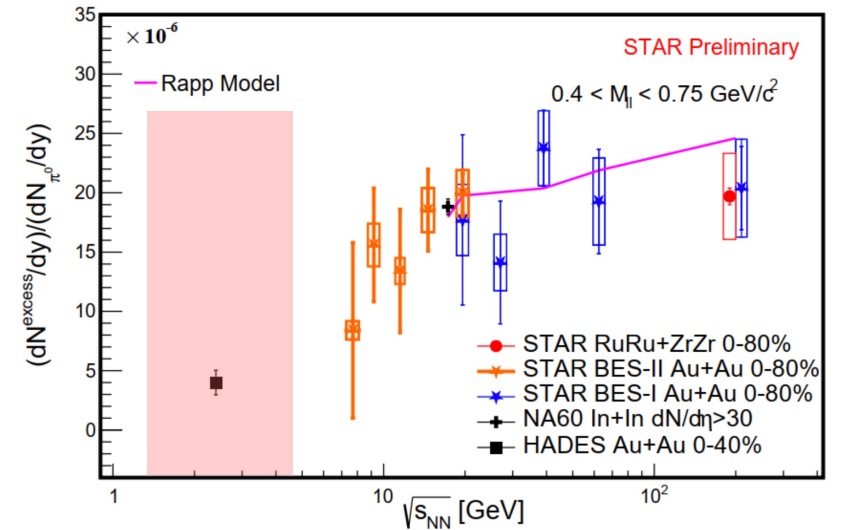 35
× 10⁻⁶
STAR Preliminary
30
Rapp Model
0.4 < M_ll < 0.75 GeV/c²
25
20
15
10
5
0
(dN^excess/dy)/(dN_π⁰/dy)
STAR RuRu+ZrZr 0-80%
STAR BES-II Au+Au 0-80%
STAR BES-I Au+Au 0-80%
NA60 In+In dN/dη>30
HADES Au+Au 0-40%
1 10 10²
√s_NN [GeV]